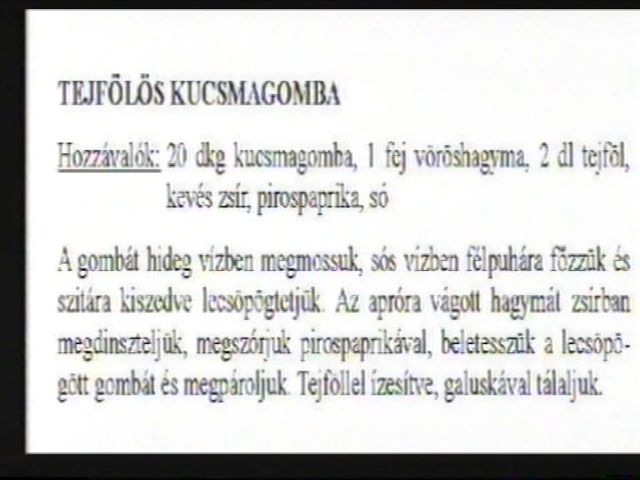 TEJFÖLÖS KUCSMAGOMBA
Hozzávalók: 20 dkg kucsmagomba, 1 fej vöröshagyma, 2 dl tejföl,
kevés zsír, pirospaprika, só
A gombát hideg vízben megmossuk, sós vízben félpuhára főzzük és
szitára kiszedve lecsöpögtetjük. Az apróra vágott hagymát zsírban
megdinszteljük, megszórjuk pirospaprikával, beletesszük a lecsöpö-
gött gombát és megpároljuk. Tejföllel ízesítve, galuskával tálaljuk.